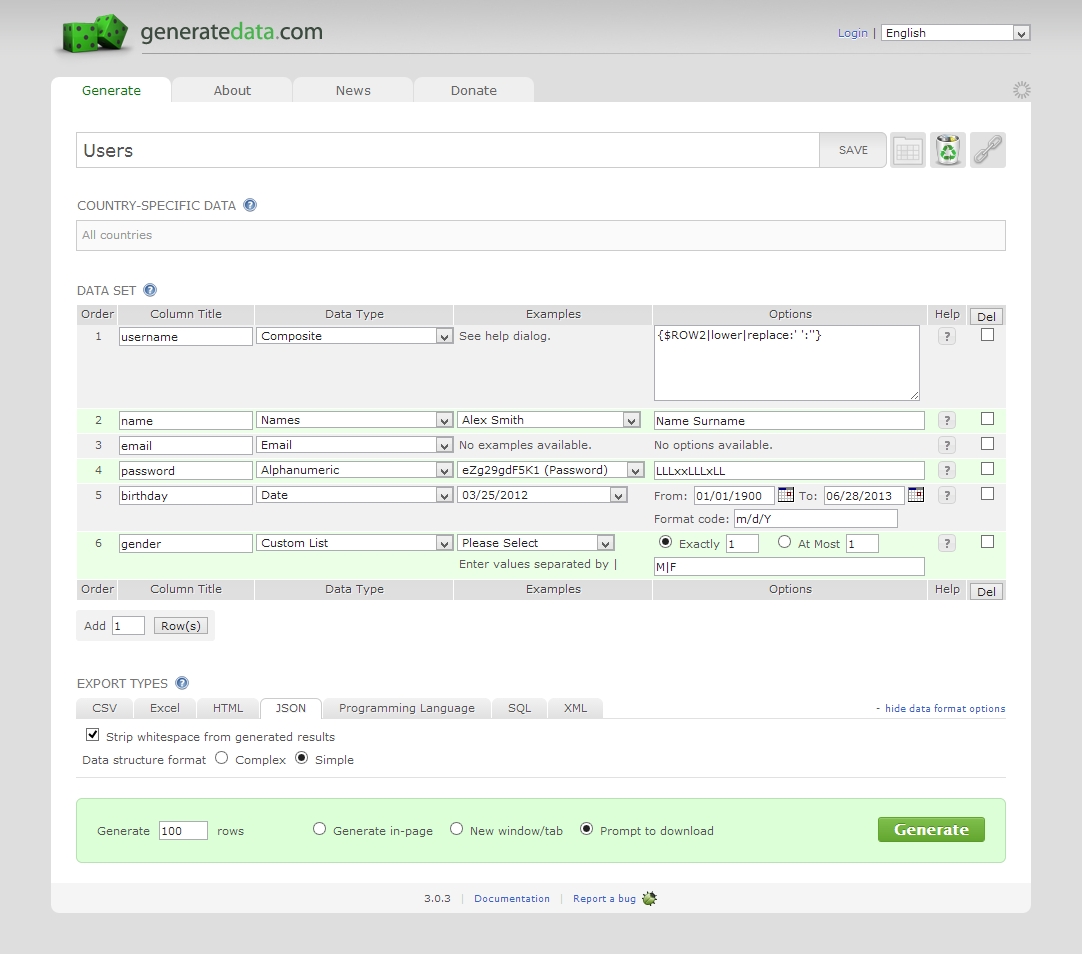 generatedata.com
Login | English
Generate About News Donate
Users SAVE
COUNTRY-SPECIFIC DATA ?
All countries
DATA SET ?
Order Column Title Data Type Examples Options Help Del
1 username Composite See help dialog. {$ROW2|lower|replace:' ':''} ?
2 name Names Alex Smith Name Surname ?
3 email Email No examples available. No options available. ?
4 password Alphanumeric eZg29gdF5K1 (Password) LLLxxLLLxLL ?
5 birthday Date 03/25/2012 From: 01/01/1900 To: 06/28/2013 ?
Format code: m/d/Y
6 gender Custom List Please Select Exactly 1 At Most 1 ?
Enter values separated by | M|F
Order Column Title Data Type Examples Options Help Del
Add 1 Row(s)
EXPORT TYPES ?
CSV Excel HTML JSON Programming Language SQL XML - hide data format options
Strip whitespace from generated results
Data structure format Complex Simple
Generate 100 rows Generate in-page New window/tab Prompt to download Generate
3.0.3 | Documentation | Report a bug